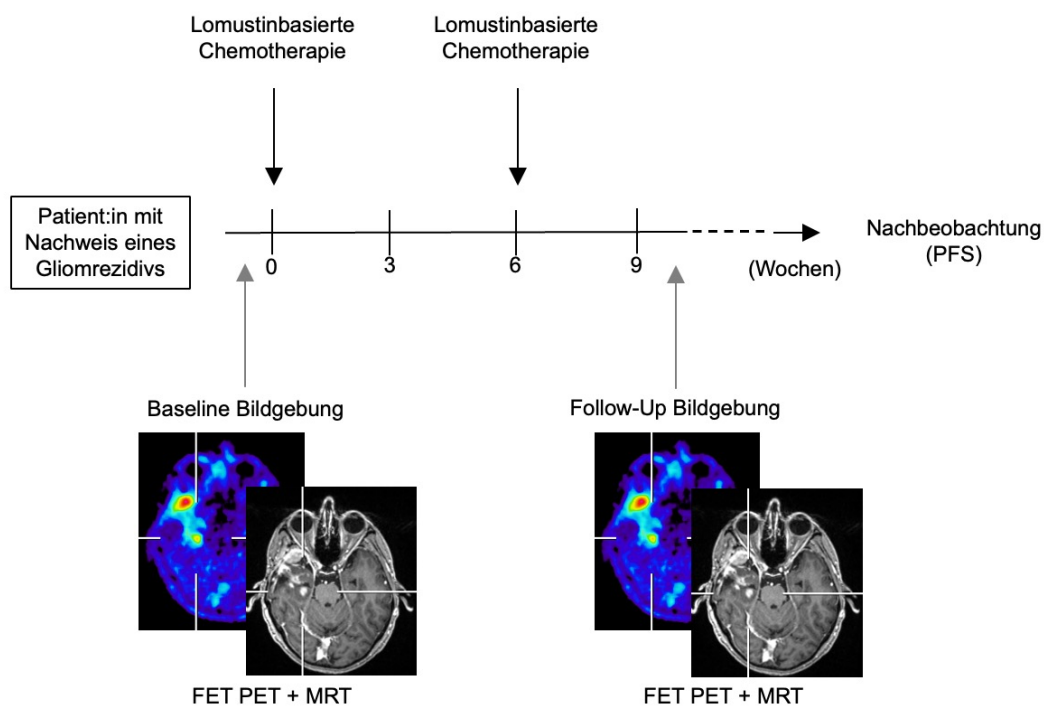 Lomustinbasierte
Chemotherapie
Lomustinbasierte
Chemotherapie
Patient:in mit
Nachweis eines
Gliomrezidivs
0
3
6
9
(Wochen)
Nachbeobachtung
(PFS)
Baseline Bildgebung
Follow-Up Bildgebung
FET PET + MRT
FET PET + MRT